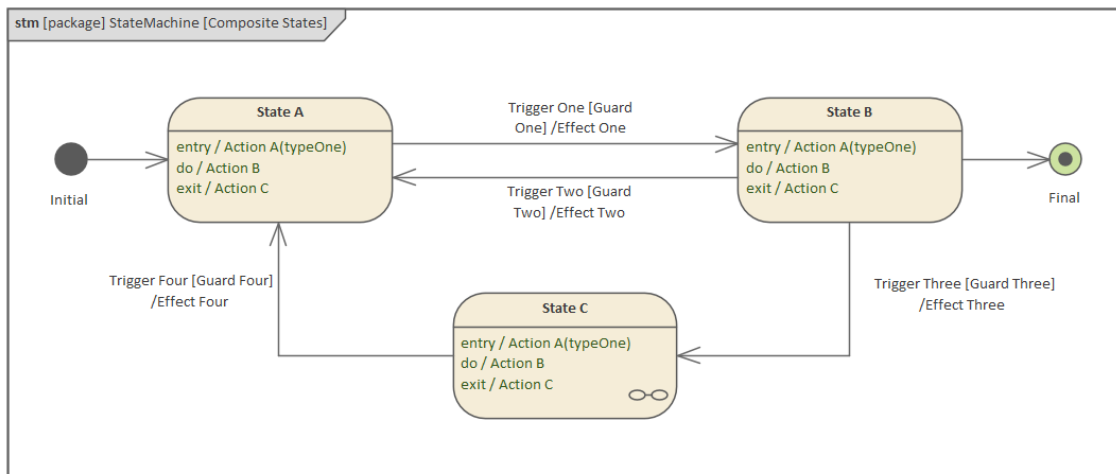 stm [package] StateMachine [Composite States]
State A
entry / Action A(typeOne)
do / Action B
exit / Action C
Trigger One [Guard
One] /Effect One
State B
entry / Action A(typeOne)
do / Action B
exit / Action C
Initial
Trigger Two [Guard
Two] /Effect Two
Final
Trigger Four [Guard Four]
/Effect Four
Trigger Three [Guard Three]
/Effect Three
State C
entry / Action A(typeOne)
do / Action B
exit / Action C